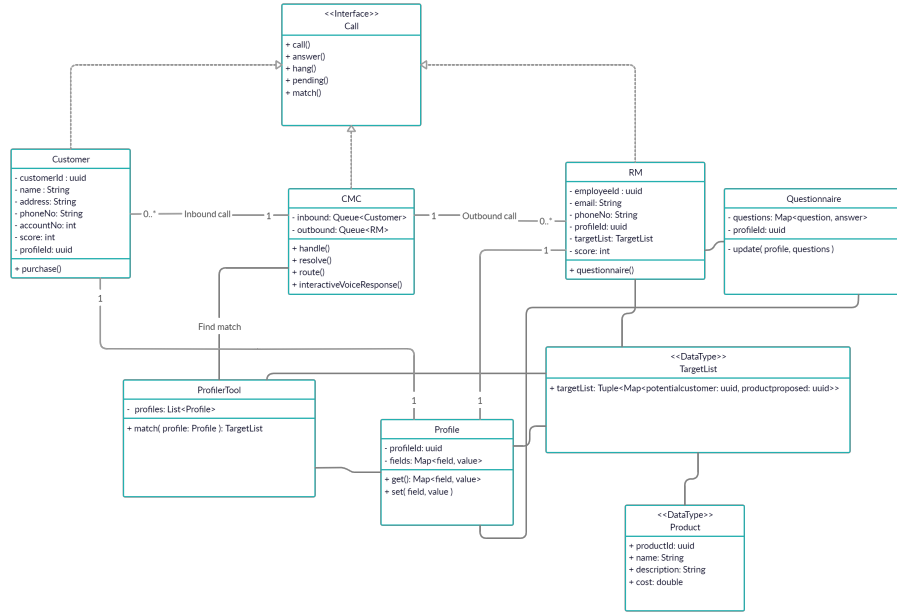 <<Interface>>
Call
+ call()
+ answer()
+ hang()
+ pending()
+ match()
Customer
- customerId : uuid
- name : String
- address: String
- phoneNo: String
- accountNo: int
- score: int
- profileId: uuid
+ purchase()
0..*
Inbound call
1
CMC
- inbound: Queue<Customer>
- outbound: Queue<RM>
+ handle()
+ resolve()
+ route()
+ interactiveVoiceResponse()
1
Outbound call
0..*
RM
- employeeId : uuid
- email: String
- phoneNo: String
- profileId: uuid
- targetList: TargetList
- score: int
+ questionnaire()
Questionnaire
- questions: Map<question, answer>
- profileId: uuid
- update( profile, questions )
1
1
Find match
1
1
ProfilerTool
- profiles: List<Profile>
+ match( profile: Profile ): TargetList
Profile
- profileId: uuid
- fields: Map<field, value>
+ get(): Map<field, value>
+ set( field, value )
<<DataType>>
TargetList
+ targetList: Tuple<Map<potentialcustomer: uuid, productproposed: uuid>>
<<DataType>>
Product
+ productId: uuid
+ name: String
+ description: String
+ cost: double